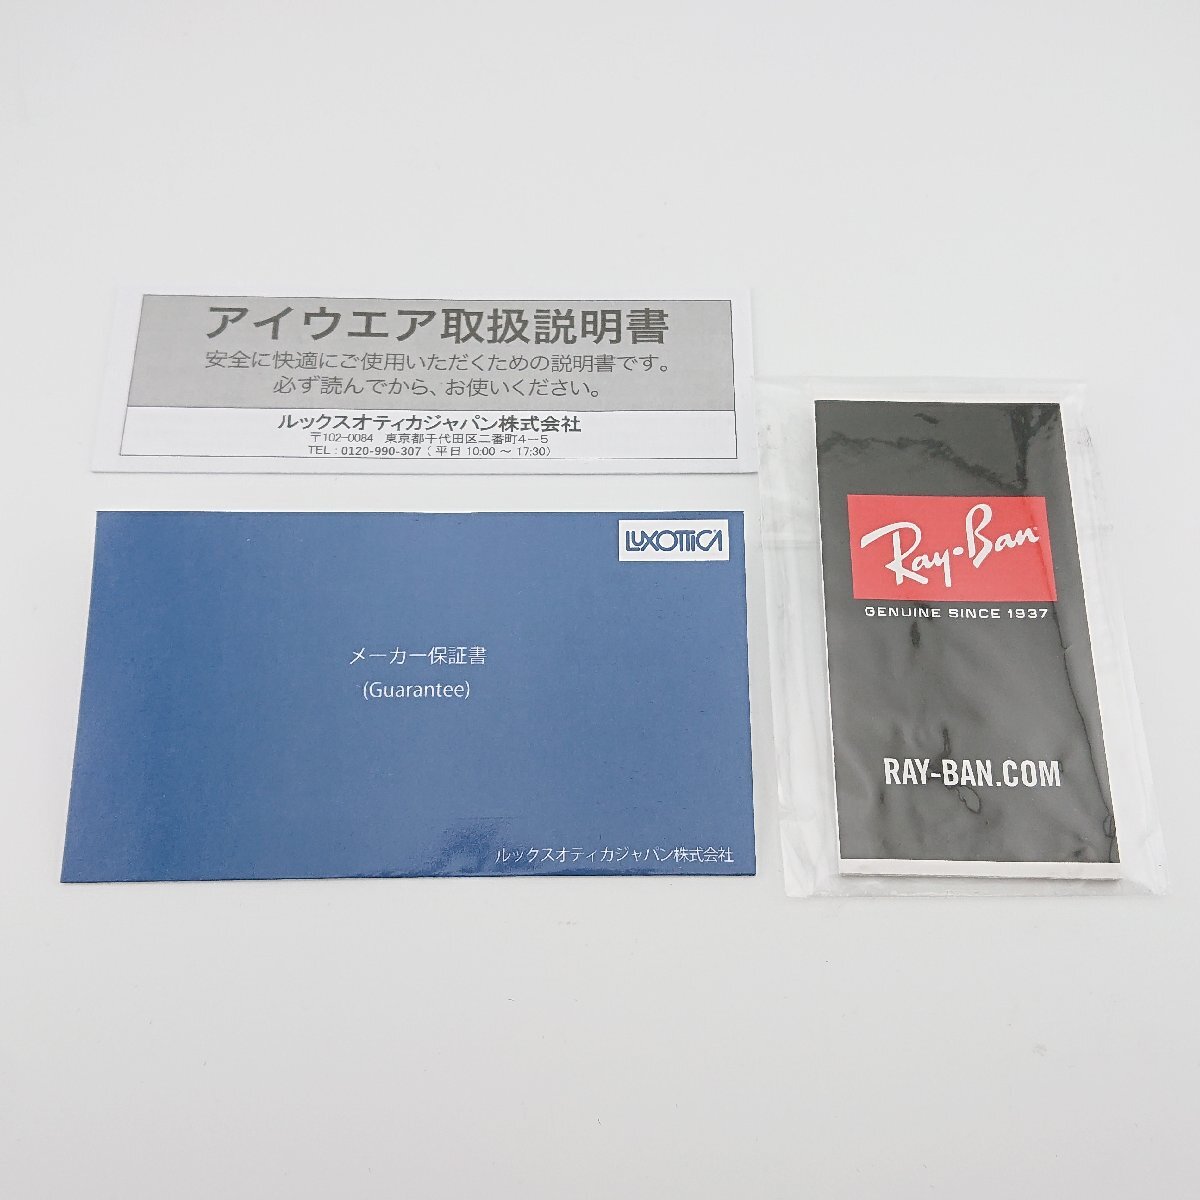 アイウエア取扱説明書
安全に快適にご使用いただくための説明書です。
必ず読んでから、お使いください。
ルックスオティカジャパン株式会社
〒102-0084 東京都千代田区二番町4-5
TEL : 0120-990-307 ( 平日 10:00 ~ 17:30)
LUXOTTICA
メーカー保証書
(Guarantee)
ルックスオティカジャパン株式会社
Ray-Ban
GENUINE SINCE 1937
RAY-BAN.COM